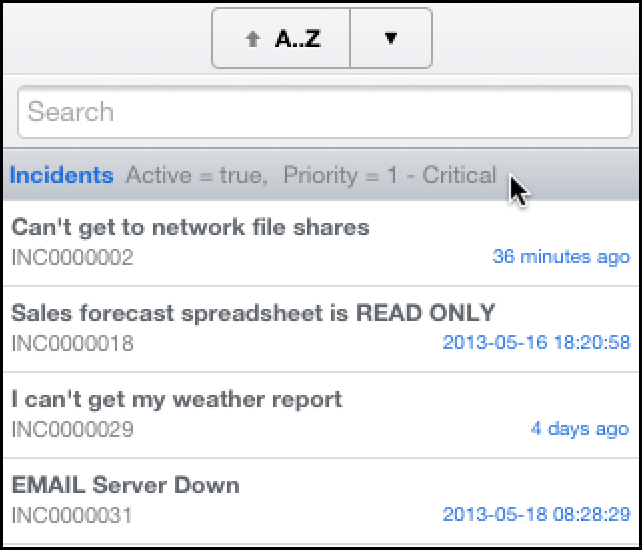 A..Z
Search
Incidents Active = true, Priority = 1 - Critical
Can't get to network file shares
INC0000002 36 minutes ago
Sales forecast spreadsheet is READ ONLY
INC0000018 2013-05-16 18:20:58
I can't get my weather report
INC0000029 4 days ago
EMAIL Server Down
INC0000031 2013-05-18 08:28:29